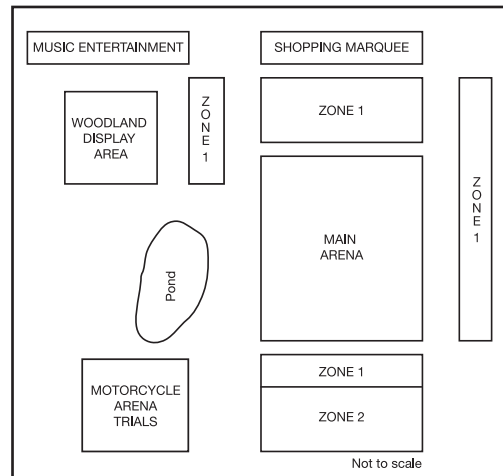 MUSIC ENTERTAINMENT
SHOPPING MARQUEE
WOODLAND
DISPLAY
AREA
Z
O
N
E
1
ZONE 1
Z
O
N
E
1
MAIN
ARENA
Pond
MOTORCYCLE
ARENA
TRIALS
ZONE 1
ZONE 2
Not to scale